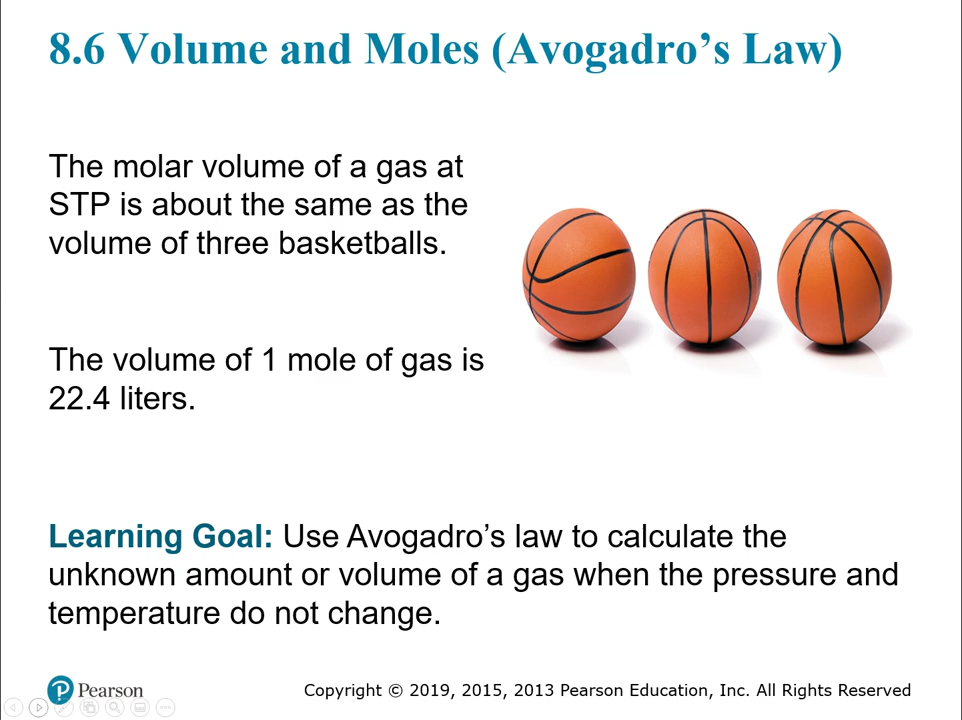 8.6 Volume and Moles (Avogadro’s Law)
The molar volume of a gas at
STP is about the same as the
volume of three basketballs.
The volume of 1 mole of gas is
22.4 liters.
Learning Goal: Use Avogadro’s law to calculate the
unknown amount or volume of a gas when the pressure and
temperature do not change.
P Pearson
Copyright © 2019, 2015, 2013 Pearson Education, Inc. All Rights Reserved